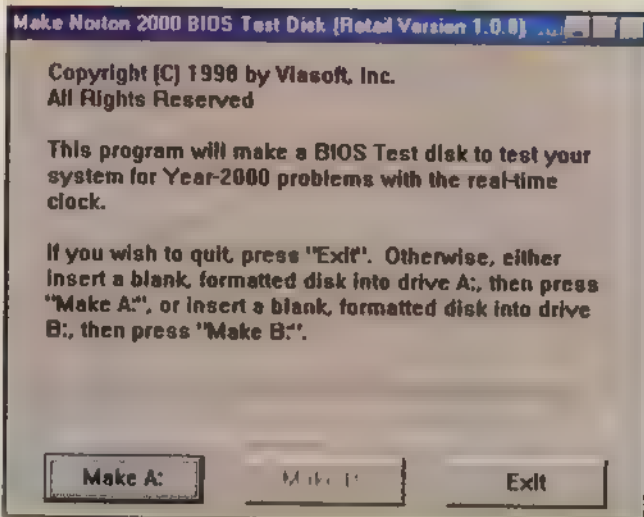 Make Norton 2000 BIOS Test Disk (Retail Version 1.0.0)
Copyright (C) 1998 by Viasoft, Inc.
All Rights Reserved
This program will make a BIOS Test disk to test your
system for Year-2000 problems with the real-time
clock.
If you wish to quit, press "Exit". Otherwise, either
insert a blank, formatted disk into drive A:, then press
"Make A:", or insert a blank, formatted disk into drive
B:, then press "Make B:".
Make A:
Make B:
Exit